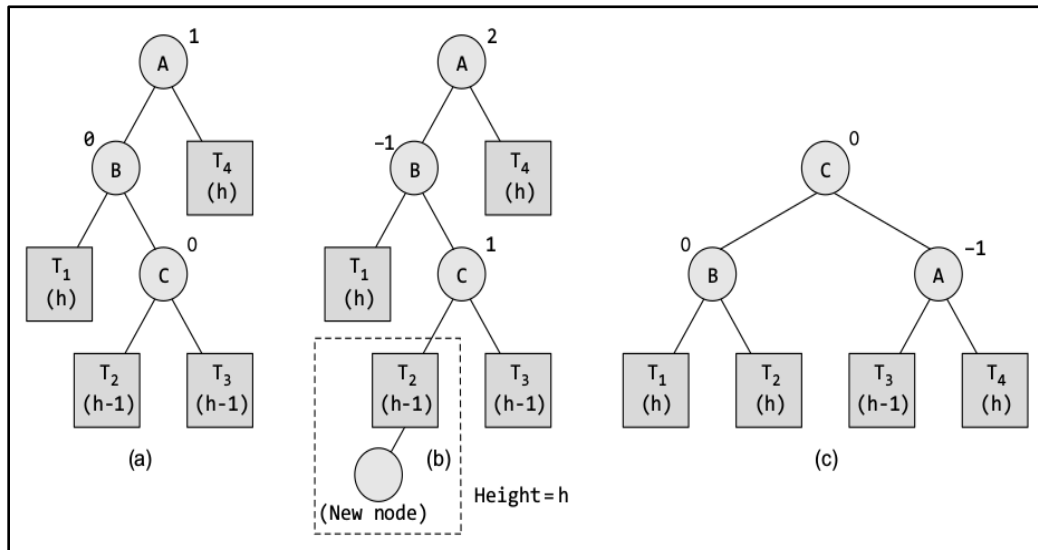 1
A
0
B
T4
(h)
0
T1
(h)
C
T2
(h-1)
T3
(h-1)
(a)
2
A
-1
B
T4
(h)
1
T1
(h)
C
T2
(h-1)
T3
(h-1)
(b)
(New node)
Height=h
0
C
0
B
-1
A
T1
(h)
T2
(h)
T3
(h-1)
T4
(h)
(c)